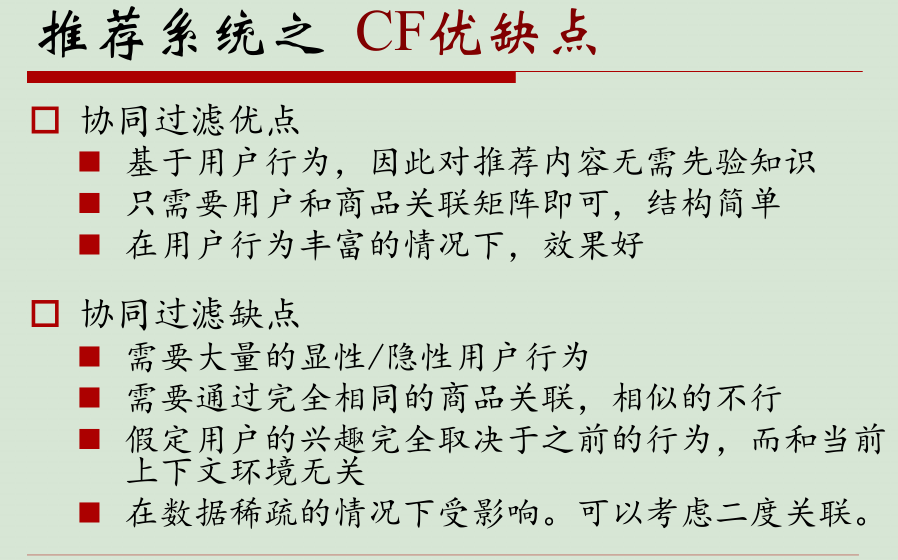 推荐系统之 CF优缺点
协同过滤优点
基于用户行为，因此对推荐内容无需先验知识
只需要用户和商品关联矩阵即可，结构简单
在用户行为丰富的情况下，效果好
协同过滤缺点
需要大量的显性/隐性用户行为
需要通过完全相同的商品关联，相似的不行
假定用户的兴趣完全取决于之前的行为，而和当前
上下文环境无关
在数据稀疏的情况下受影响。可以考虑二度关联。